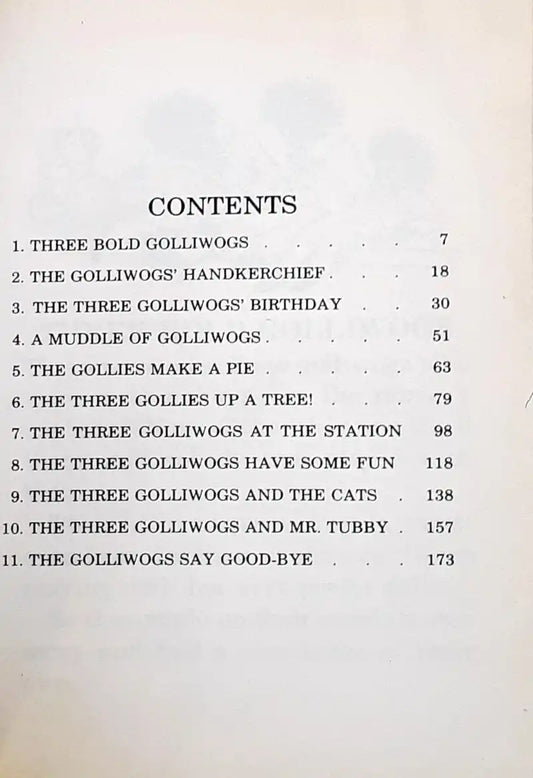 CONTENTS
1. THREE BOLD GOLLIWOGS . . . . . 7
2. THE GOLLIWOGS' HANDKERCHIEF . . . 18
3. THE THREE GOLLIWOGS' BIRTHDAY . . 30
4. A MUDDLE OF GOLLIWOGS . . . . . 51
5. THE GOLLIES MAKE A PIE . . . . . 63
6. THE THREE GOLLIES UP A TREE! . . . 79
7. THE THREE GOLLIWOGS AT THE STATION 98
8. THE THREE GOLLIWOGS HAVE SOME FUN 118
9. THE THREE GOLLIWOGS AND THE CATS . 138
10. THE THREE GOLLIWOGS AND MR. TUBBY . 157
11. THE GOLLIWOGS SAY GOOD-BYE . . . 173